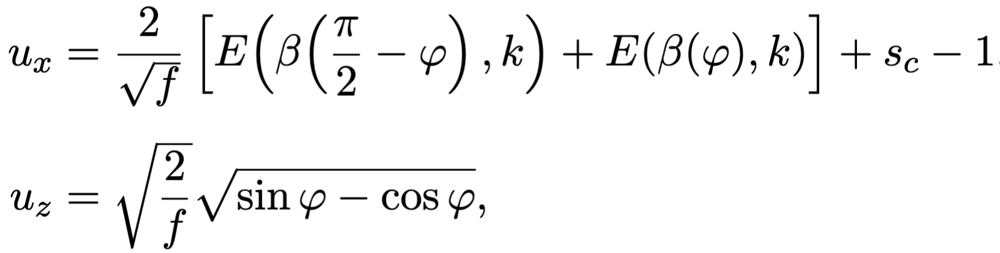 u_x = \frac{2}{\sqrt{f}} \left[ E\left( \beta\left( \frac{\pi}{2} - \varphi \right), k \right) + E(\beta(\varphi), k) \right] + s_c - 1,
u_z = \sqrt{\frac{2}{f}} \sqrt{\sin \varphi - \cos \varphi},